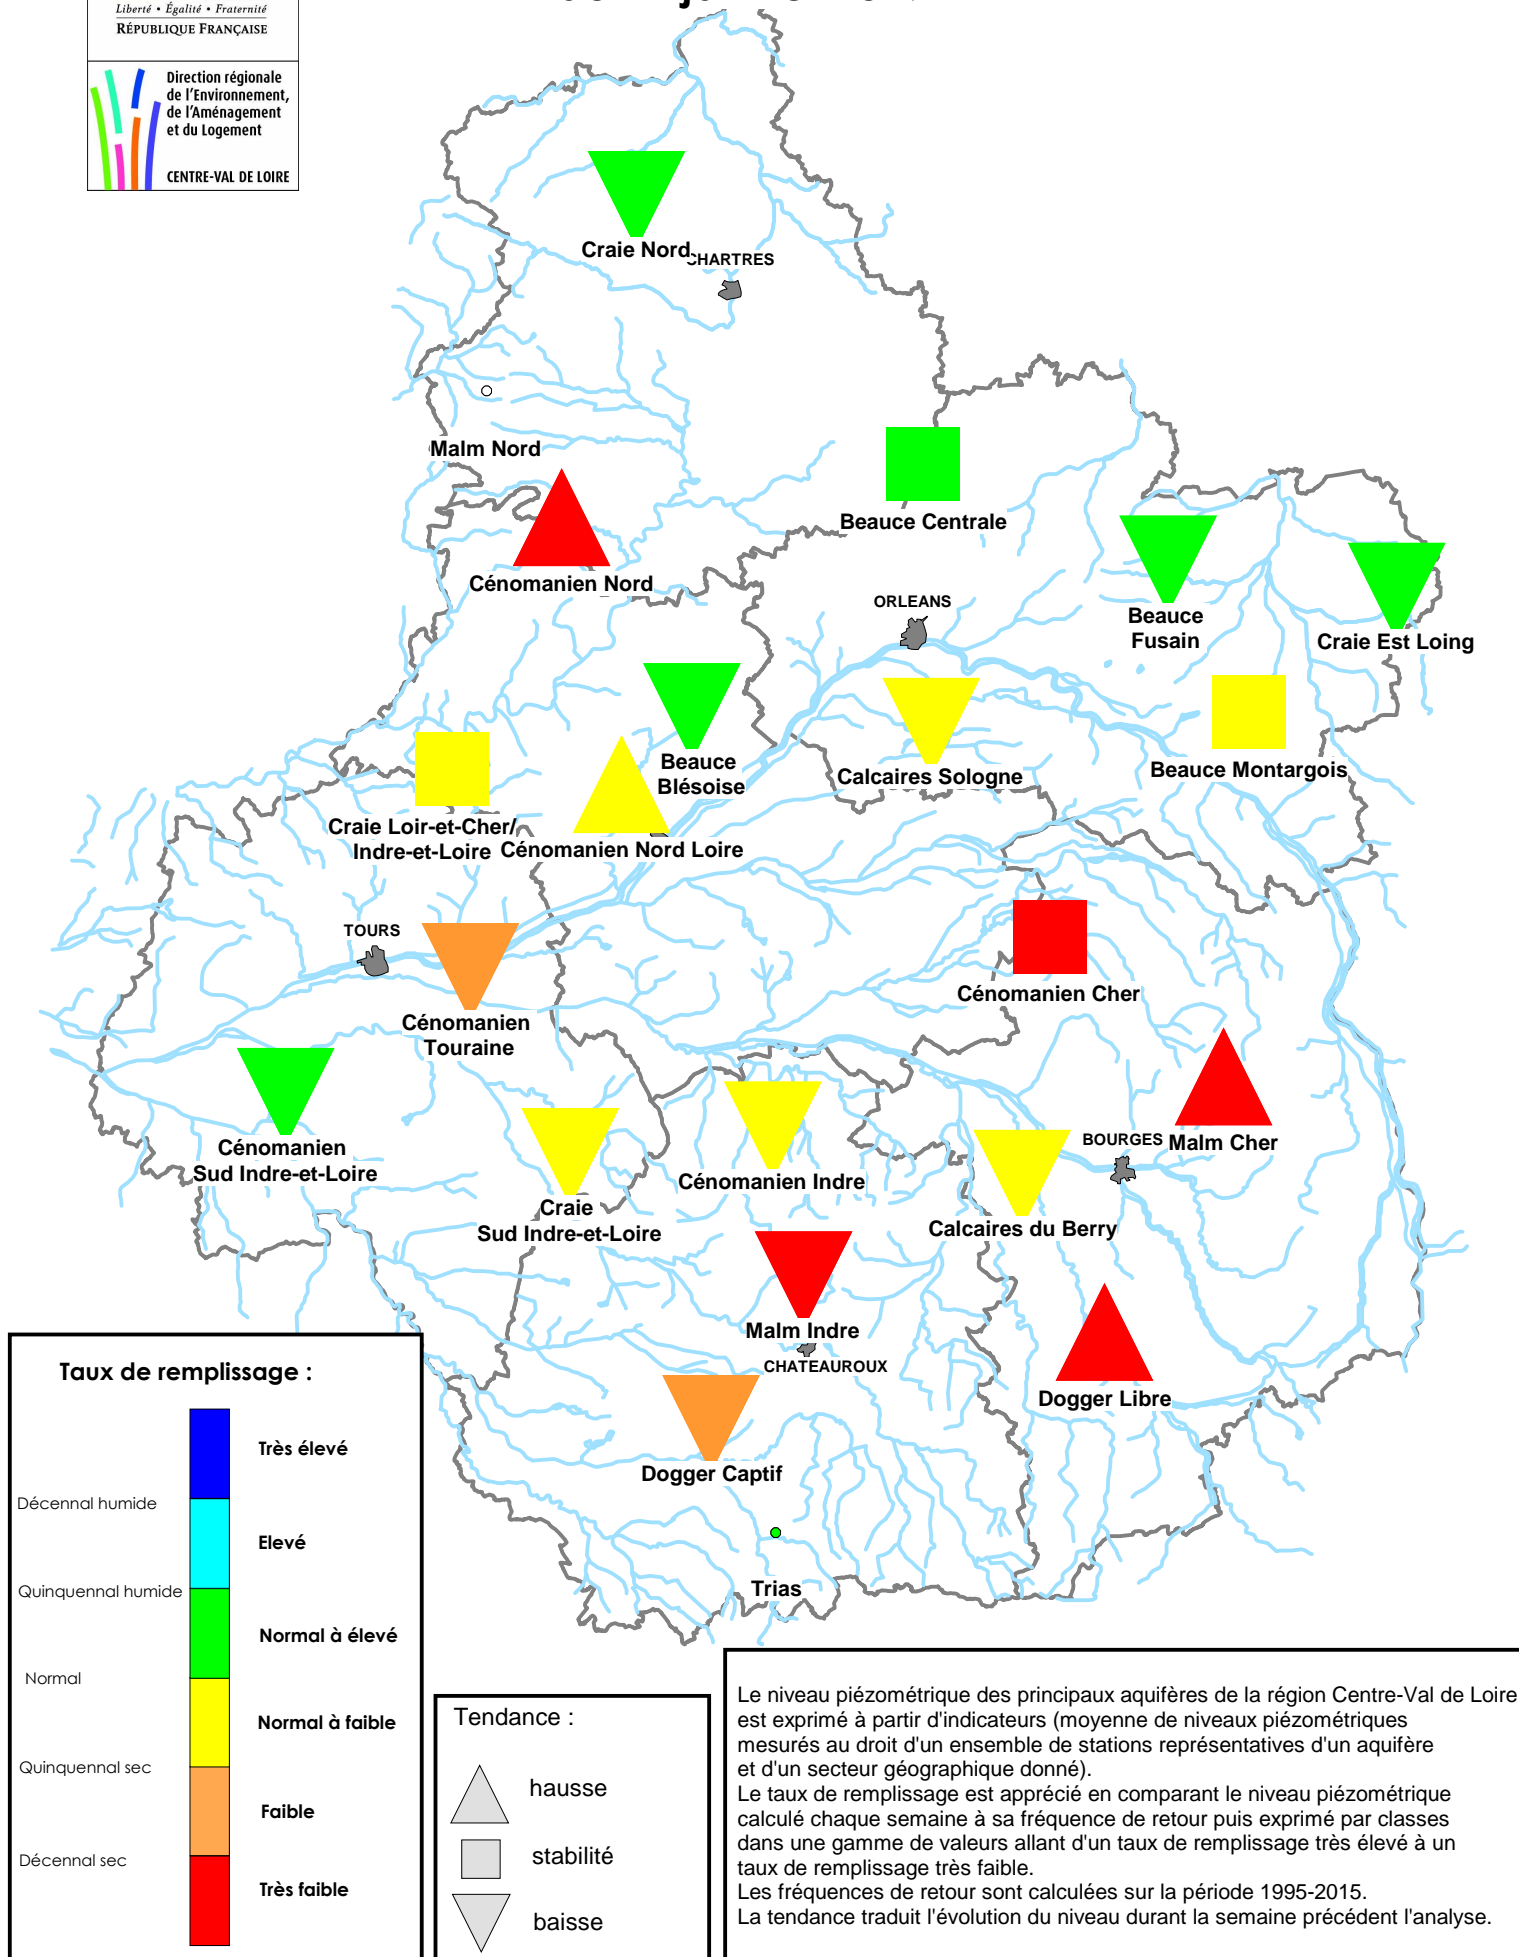 Liberté • Égalité • Fraternité
RÉPUBLIQUE FRANÇAISE
Direction régionale
de l'Environnement,
de l'Aménagement
et du Logement
CENTRE-VAL DE LOIRE
Craie Nord
CHARTRES
Malm Nord
Beauce Centrale
Cénomanien Nord
ORLEANS
Beauce
Fusain
Craie Est Loing
Beauce
Blésoise
Calcaires Sologne
Beauce Montargois
Craie Loir-et-Cher/
Indre-et-Loire
Cénomanien Nord Loire
TOURS
Cénomanien Cher
Cénomanien
Touraine
Cénomanien
Sud Indre-et-Loire
BOURGES
Malm Cher
Cénomanien Indre
Craie
Sud Indre-et-Loire
Calcaires du Berry
Malm Indre
CHATEAUROUX
Dogger Libre
Dogger Captif
Trias
Taux de remplissage :
Très élevé
Décennal humide
Elevé
Quinquennal humide
Normal à élevé
Normal
Normal à faible
Quinquennal sec
Faible
Décennal sec
Très faible
Tendance :
hausse
stabilité
baisse
Le niveau piézométrique des principaux aquifères de la région Centre-Val de Loire
est exprimé à partir d'indicateurs (moyenne de niveaux piézométriques
mesurés au droit d'un ensemble de stations représentatives d'un aquifère
et d'un secteur géographique donné).
Le taux de remplissage est apprécié en comparant le niveau piézométrique
calculé chaque semaine à sa fréquence de retour puis exprimé par classes
dans une gamme de valeurs allant d'un taux de remplissage très élevé à un
taux de remplissage très faible.
Les fréquences de retour sont calculées sur la période 1995-2015.
La tendance traduit l'évolution du niveau durant la semaine précédent l'analyse.